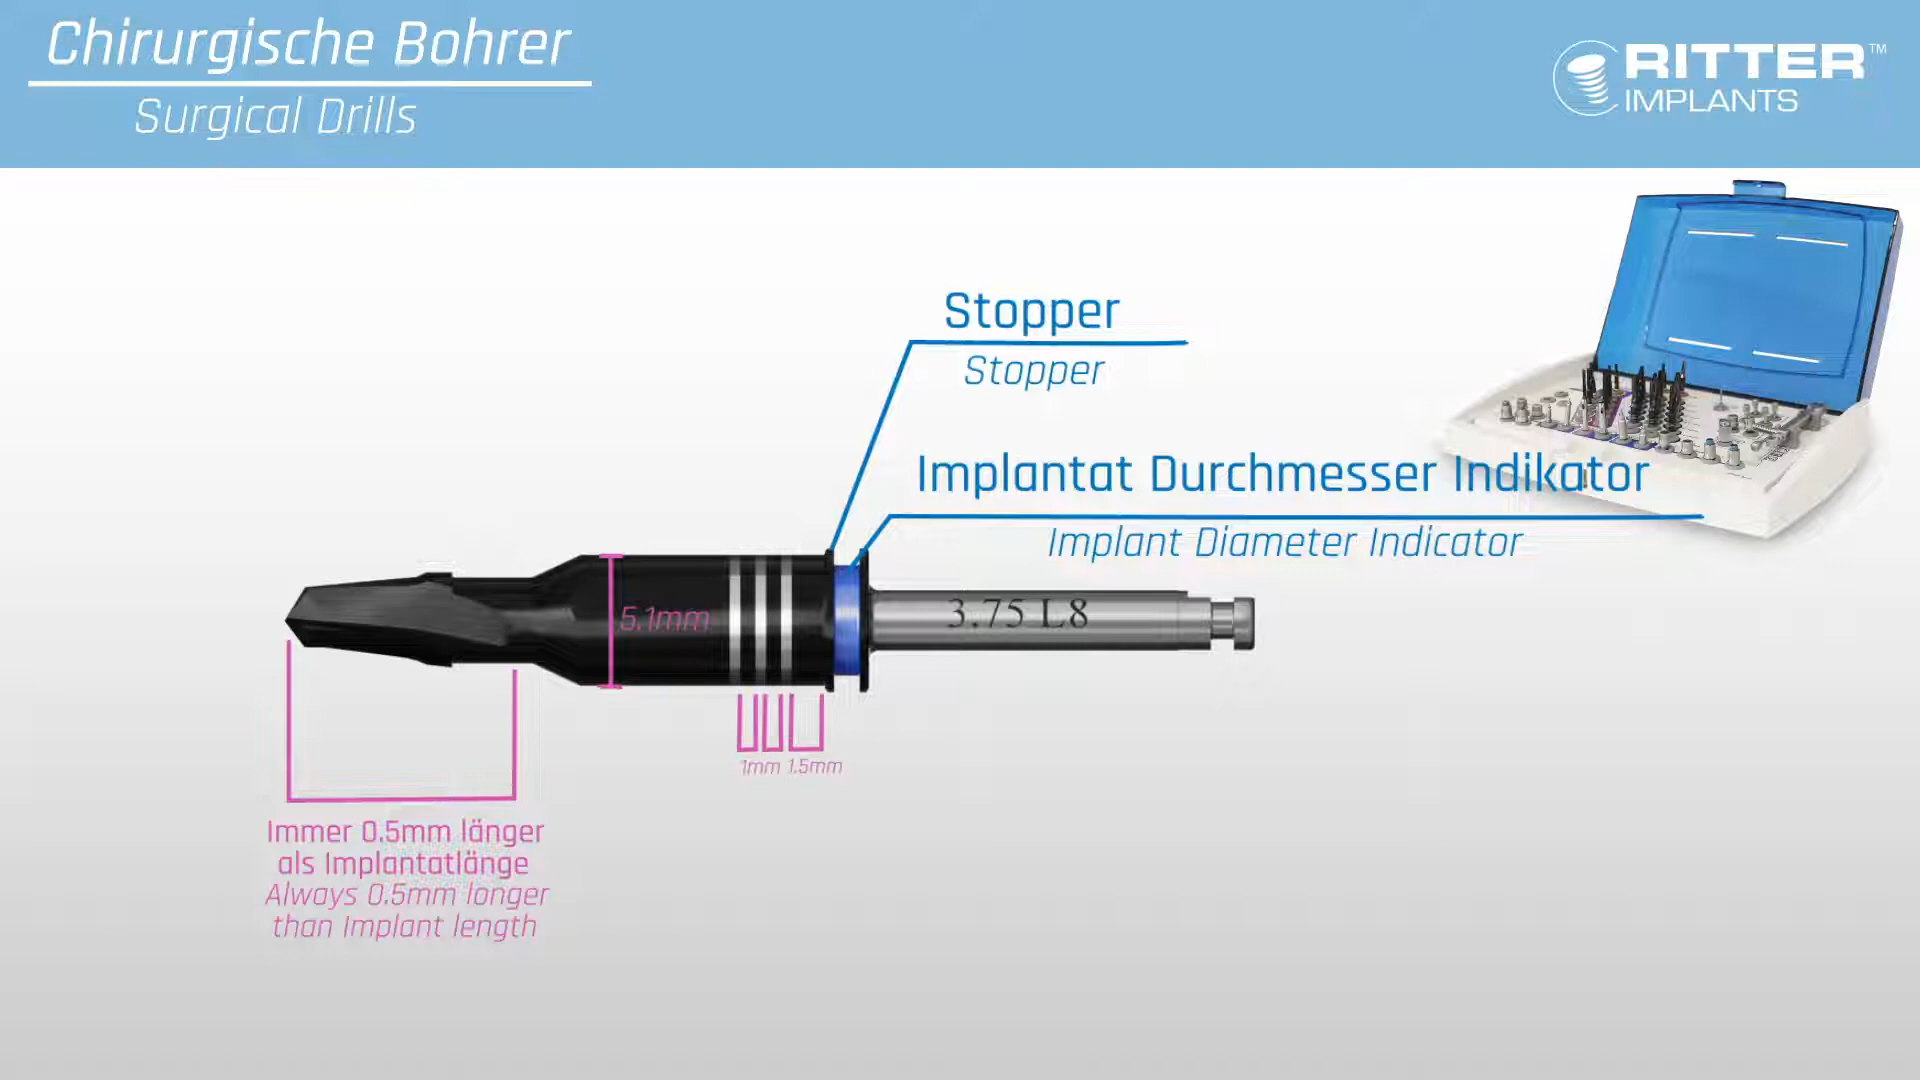 Chirurgische Bohrer
Surgical Drills
RITTER™
IMPLANTS
Stopper
Stopper
Implantat Durchmesser Indikator
Implant Diameter Indicator
5.1mm
3.75 L8
1mm 1.5mm
Immer 0.5mm länger
als Implantatlänge
Always 0.5mm longer
than Implant length